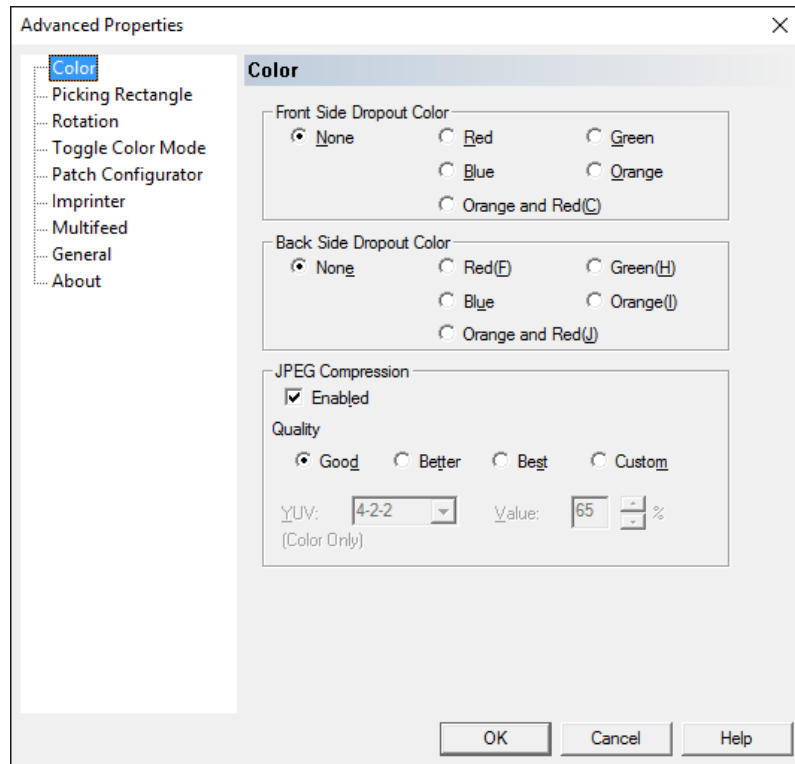 Advanced Properties
Color
Picking Rectangle
Rotation
Toggle Color Mode
Patch Configurator
Imprinter
Multifeed
General
About
Color
Front Side Dropout Color
None Red Green
Blue Orange
Orange and Red(C)
Back Side Dropout Color
None Red(F) Green(H)
Blue Orange(I)
Orange and Red(J)
JPEG Compression
Enabled
Quality
Good Better Best Custom
YUV: 4-2-2 Value: 65 %
(Color Only)
OK Cancel Help